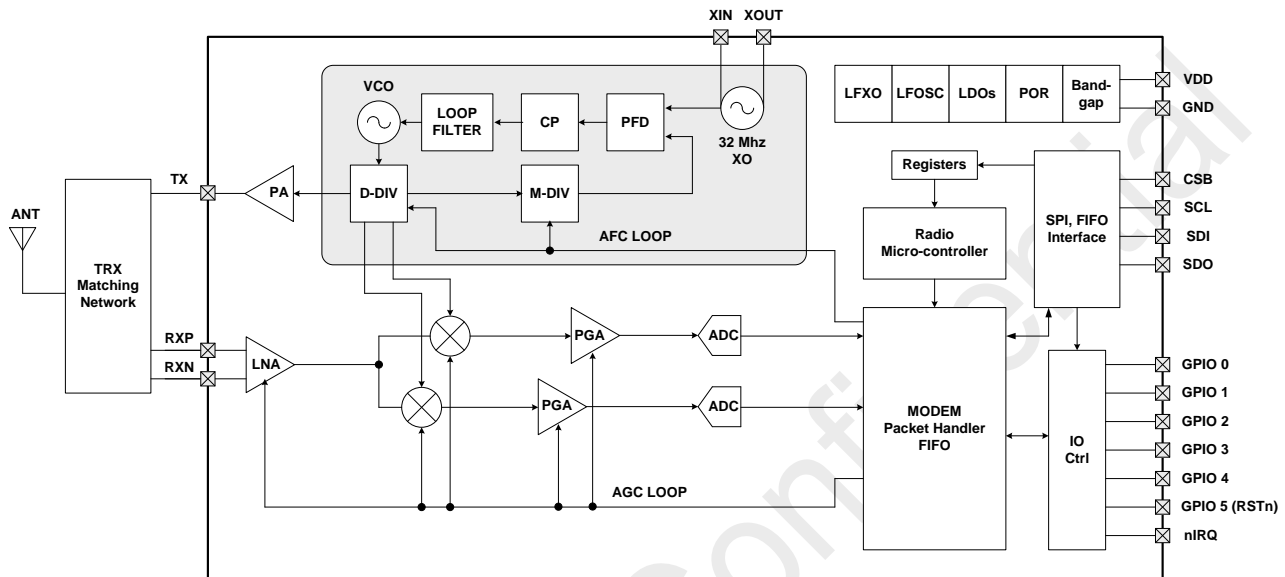 XIN XOUT
VCO
LOOP
FILTER
CP
PFD
32 Mhz
XO
LFXO
LFOSC
LDOs
POR
Band-
gap
VDD
GND
Registers
CSB
SCL
SDI
SDO
SPI, FIFO
Interface
TX
PA
D-DIV
M-DIV
AFC LOOP
Radio
Micro-controller
ANT
TRX
Matching
Network
RXP
RXN
LNA
PGA
ADC
PGA
ADC
MODEM
Packet Handler
FIFO
IO
Ctrl
GPIO 0
GPIO 1
GPIO 2
GPIO 3
GPIO 4
GPIO 5 (RSTn)
nIRQ
AGC LOOP
Confidential